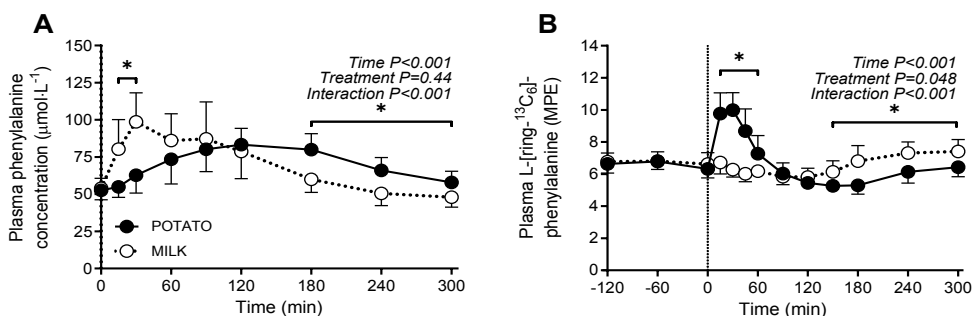 A
B
Plasma phenylalanine
concentration (µmol·L-1)
150
125
100
75
50
25
0
*
Time P<0.001
Treatment P=0.44
Interaction P<0.001
*
POTATO
MILK
0 60 120 180 240 300
Time (min)
Plasma L-[ring-13C6]-
phenylalanine (MPE)
14
12
10
8
6
4
2
0
*
Time P<0.001
Treatment P=0.048
Interaction P<0.001
*
-120 -60 0 60 120 180 240 300
Time (min)